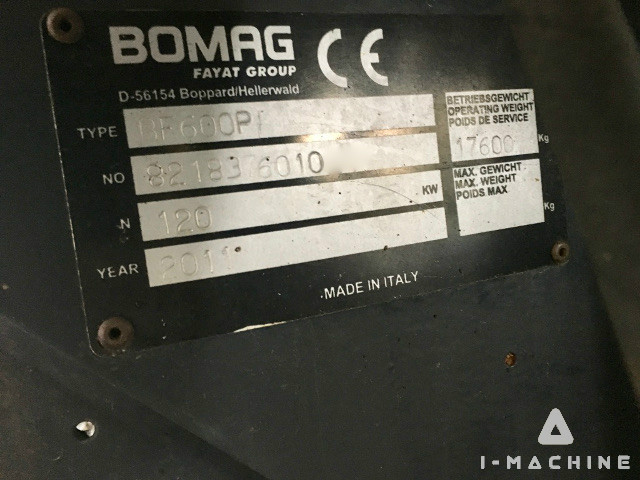 BOMAG
FAYAT GROUP
CE
D-56154 Boppard/Hellerwald
TYPE
NO
N 120 KW
YEAR
BETRIEBSGEWICHT
OPERATING WEIGHT
POIDS DE SERVICE
17600 Kg
MAX. GEWICHT
MAX. WEIGHT
POIDS MAX
Kg
MADE IN ITALY
I-MACHINE